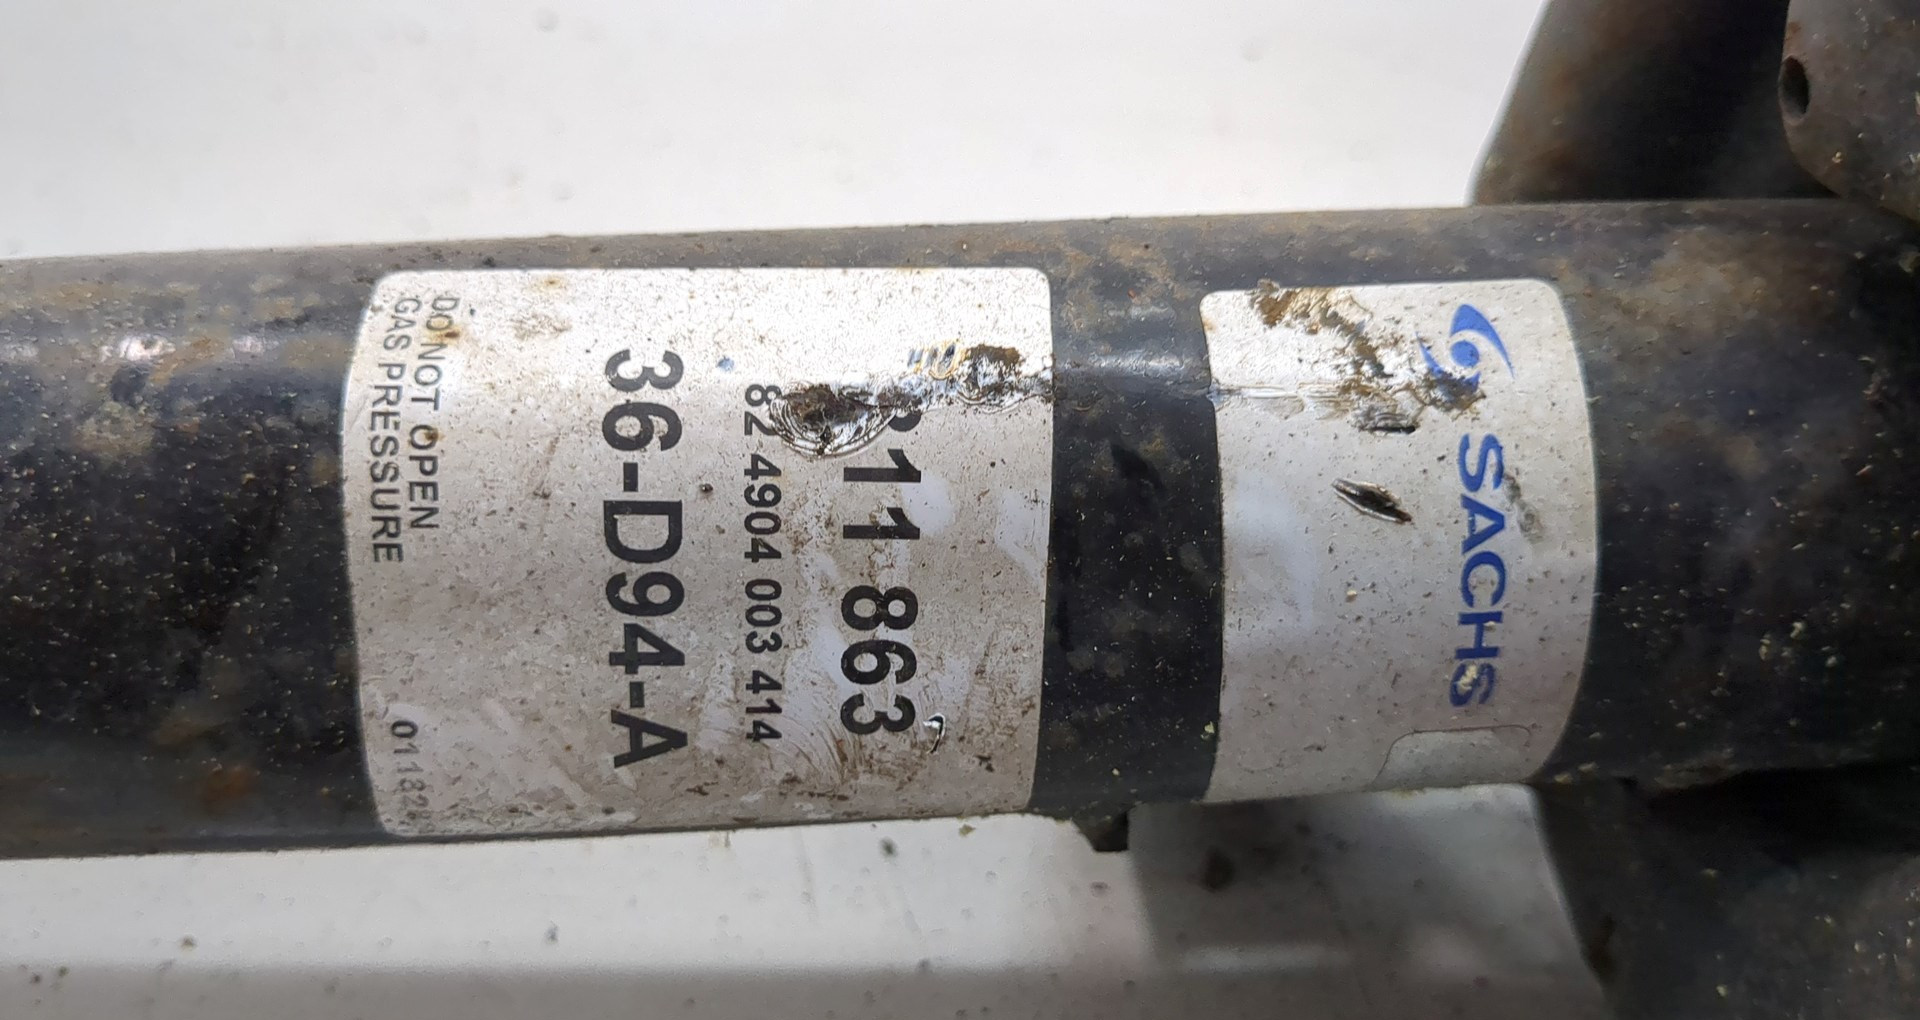 SACHS
11 863
82 4904 003 414
36-D94-A
DO NOT OPEN
GAS PRESSURE